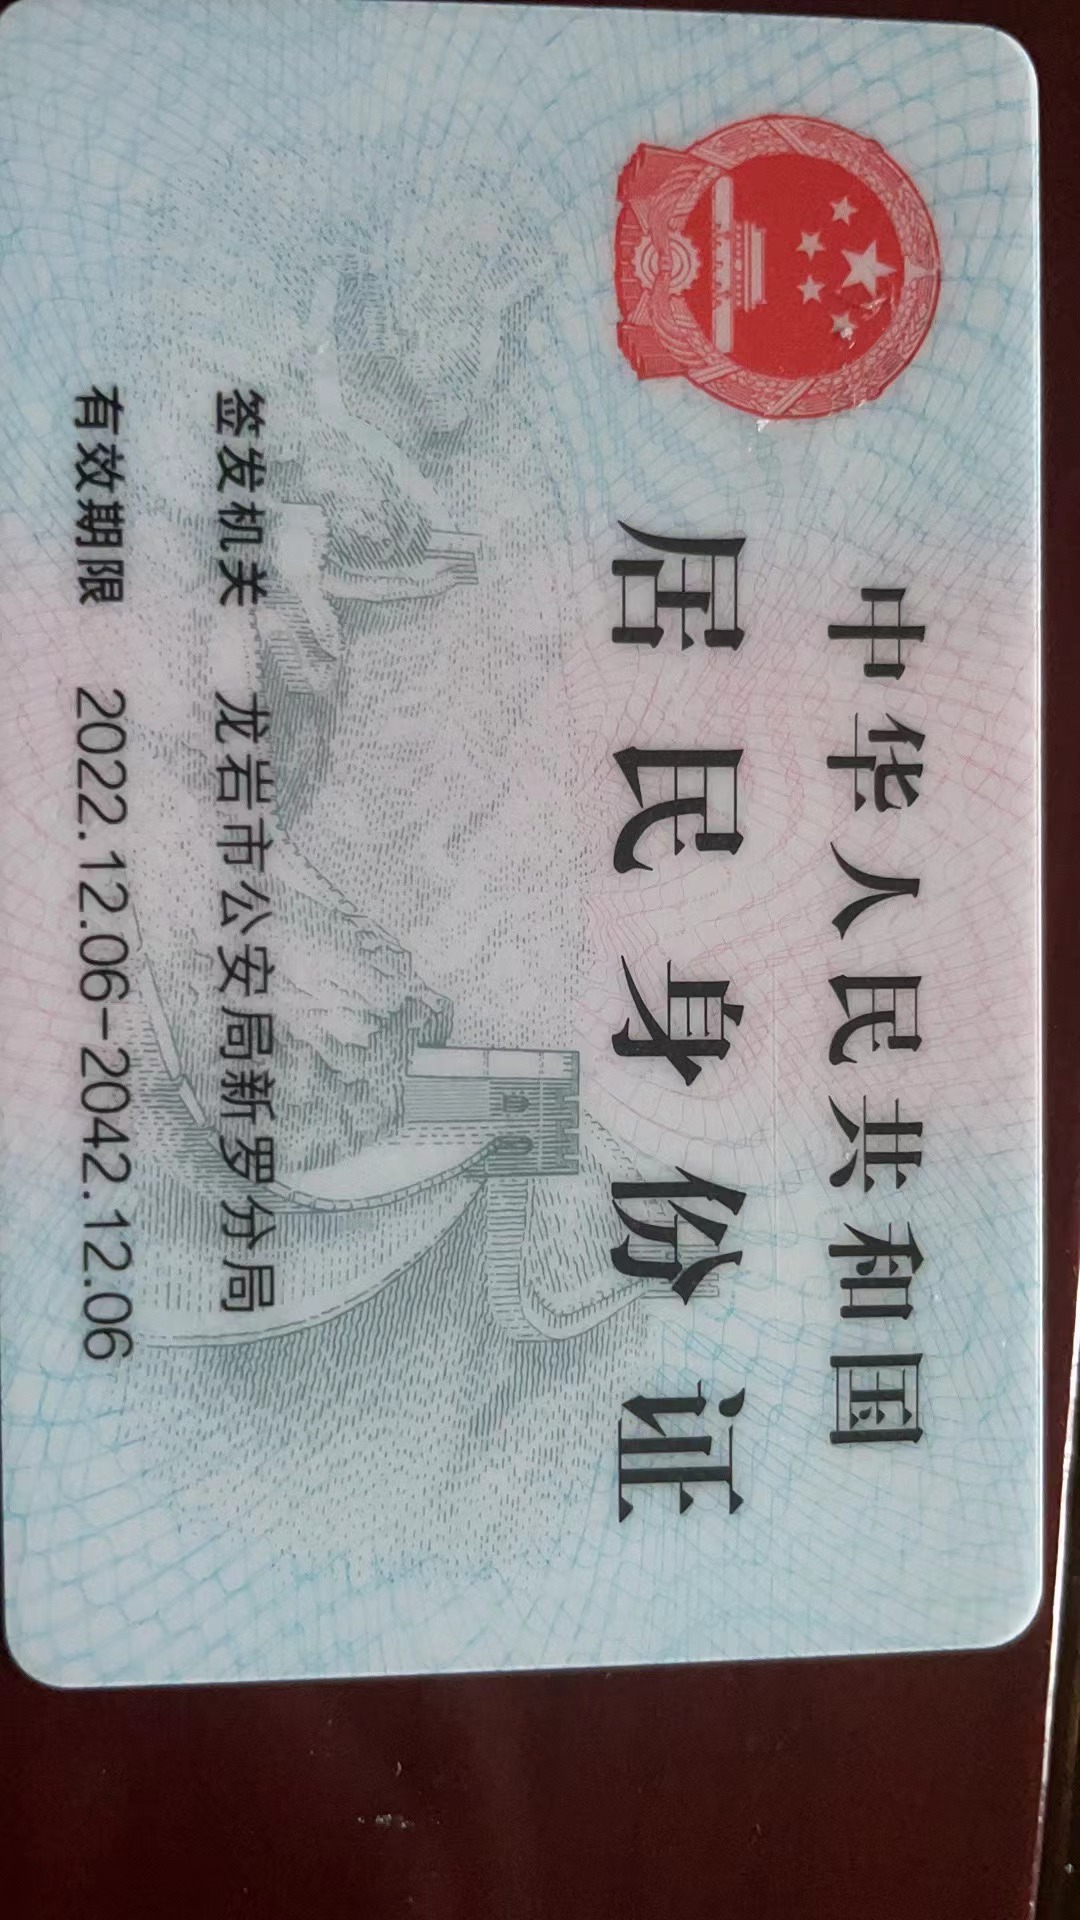 中华人民共和国
居民身份证
签发机关 龙岩市公安局新罗分局
有效期限 2022.12.06-2042.12.06